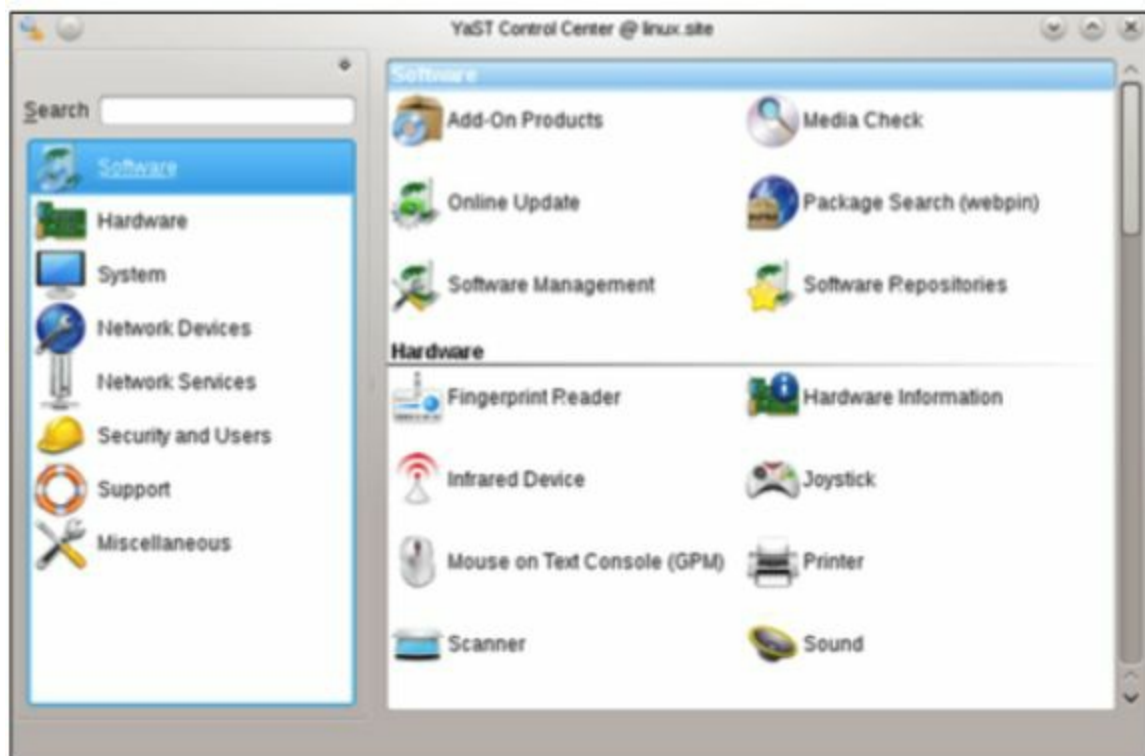 YaST Control Center @ linux.site
Search
Software
Hardware
System
Network Devices
Network Services
Security and Users
Support
Miscellaneous
Software
Add-On Products
Media Check
Online Update
Package Search (webpin)
Software Management
Software Repositories
Hardware
Fingerprint Reader
Hardware Information
Infrared Device
Joystick
Mouse on Text Console (GPM)
Printer
Scanner
Sound